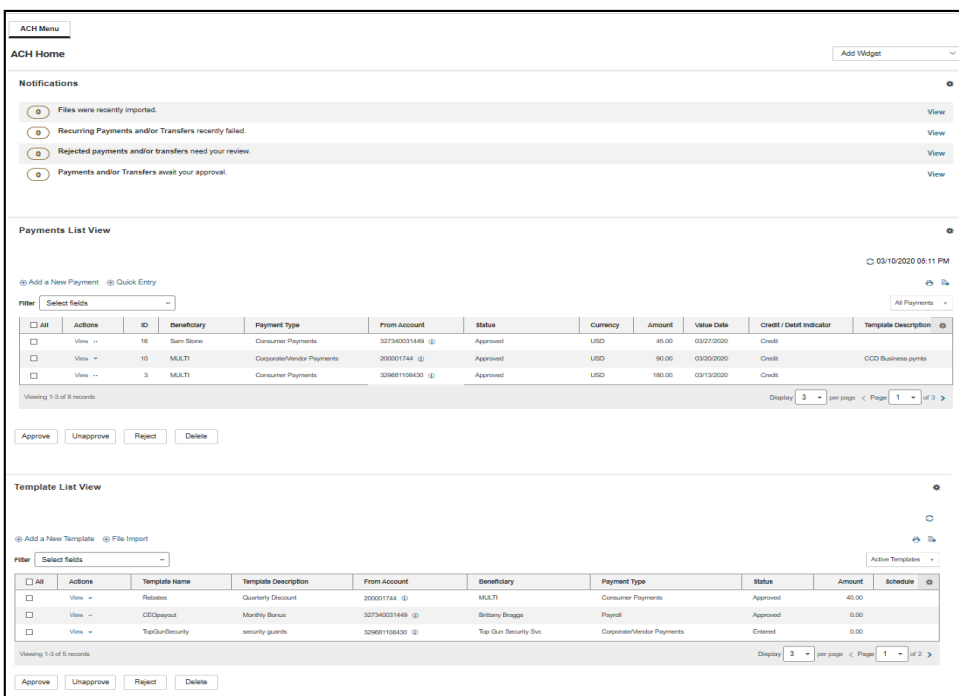 ACH Menu
ACH Home
Add Widget
Notifications
0 Files were recently imported. View
0 Recurring Payments and/or Transfers recently failed. View
0 Rejected payments and/or transfers need your review. View
0 Payments and/or Transfers await your approval. View
Payments List View
03/10/2020 05:11 PM
Add a New Payment Quick Entry
Filter Select fields All Payments
All Actions ID Beneficiary Payment Type From Account Status Currency Amount Value Date Credit / Debit Indicator Template Description
View 16 Sam Stone Consumer Payments 327340031449 Approved USD 45.00 03/27/2020 Credit
View 10 MULTI Corporate/Vendor Payments 200001744 Approved USD 90.00 03/20/2020 Credit CCD Business pymts
View 3 MULTI Consumer Payments 329681108430 Approved USD 180.00 03/13/2020 Credit
Viewing 1-3 of 8 records Display 3 per page < Page 1 of 3 >
Approve Unapprove Reject Delete
Template List View
Add a New Template File Import
Filter Select fields Active Templates
All Actions Template Name Template Description From Account Beneficiary Payment Type Status Amount Schedule
View Rebates Quarterly Discount 200001744 MULTI Consumer Payments Approved 40.00
View CEOpayout Monthly Bonus 327340031449 Brittany Braggs Payroll Approved 0.00
View TopGunSecurity security guards 329681108430 Top Gun Security Svc Corporate/Vendor Payments Entered 0.00
Viewing 1-3 of 5 records Display 3 per page < Page 1 of 2 >
Approve Unapprove Reject Delete